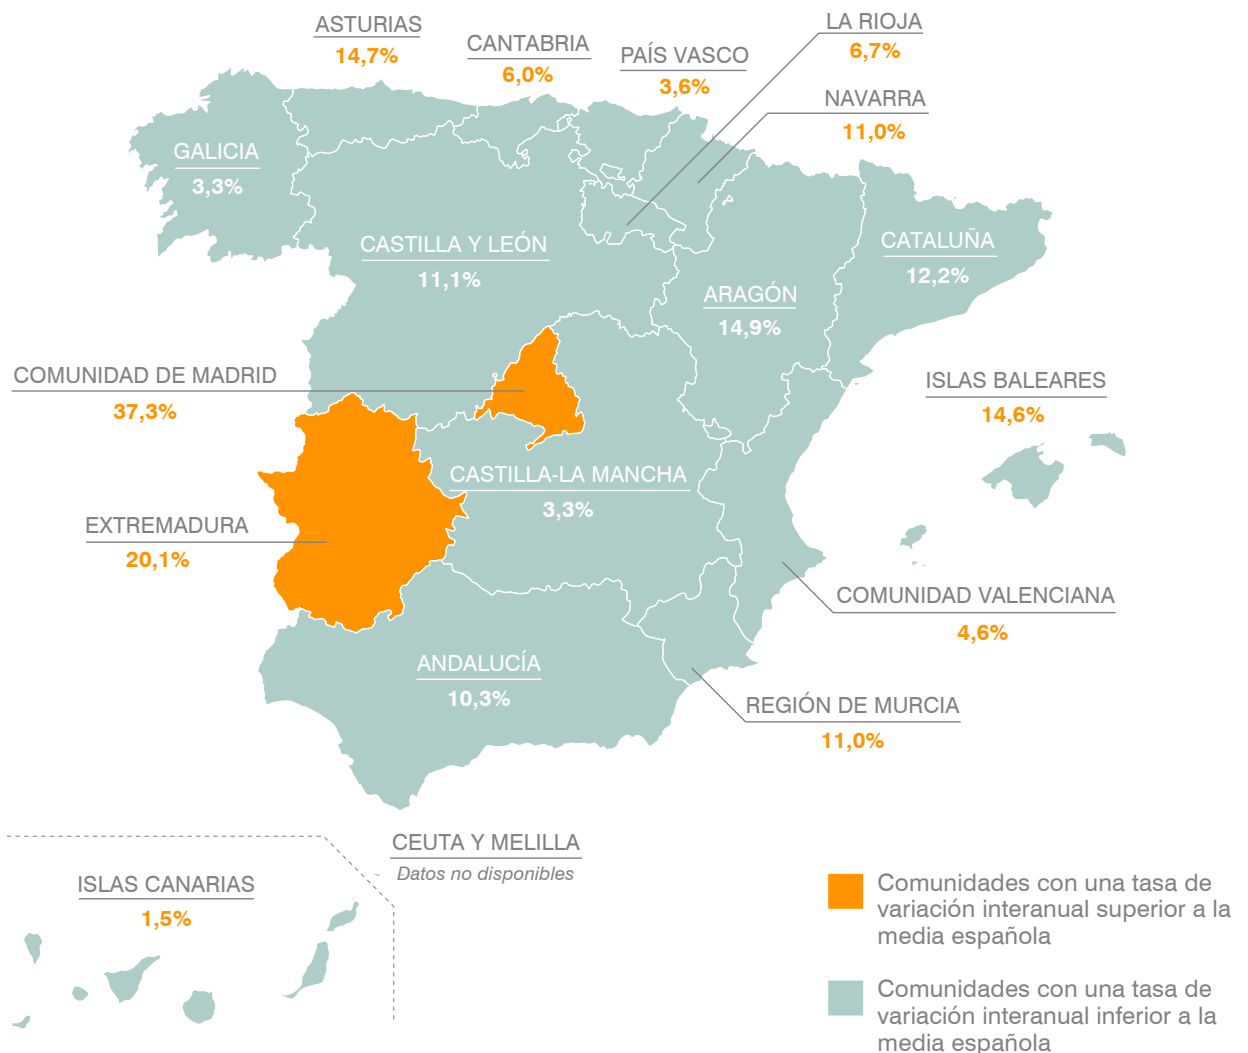 ASTURIAS
14,7%
CANTABRIA
6,0%
PAÍS VASCO
3,6%
LA RIOJA
6,7%
NAVARRA
11,0%
GALICIA
3,3%
CASTILLA Y LEÓN
11,1%
CATALUÑA
12,2%
ARAGÓN
14,9%
COMUNIDAD DE MADRID
37,3%
ISLAS BALEARES
14,6%
CASTILLA-LA MANCHA
3,3%
EXTREMADURA
20,1%
COMUNIDAD VALENCIANA
4,6%
ANDALUCÍA
10,3%
REGIÓN DE MURCIA
11,0%
CEUTA Y MELILLA
Datos no disponibles
ISLAS CANARIAS
1,5%
Comunidades con una tasa de
variación interanual superior a la
media española
Comunidades con una tasa de
variación interanual inferior a la
media española